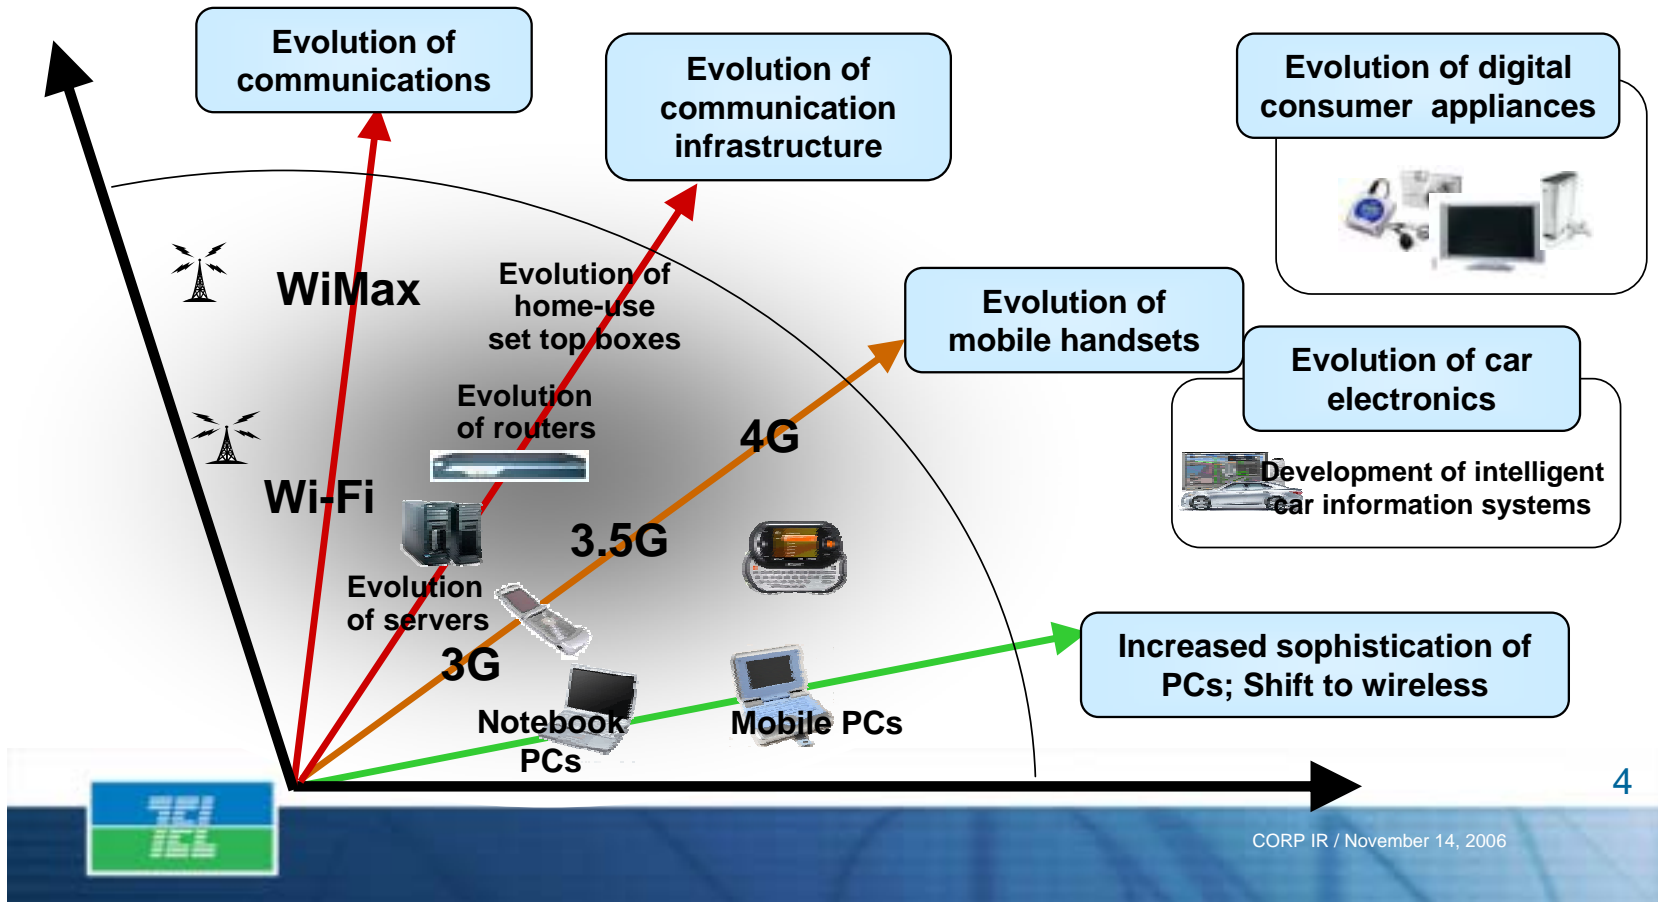 Evolution of
communications
Evolution of
communication
infrastructure
Evolution of digital
consumer  appliances
WiMax
Evolution of
home-use
set top boxes
Evolution of
mobile handsets
Evolution of car
electronics
Evolution
of routers
4G
Development of intelligent
car information systems
Wi-Fi
3.5G
Evolution
of servers
3G
Increased sophistication of
PCs; Shift to wireless
Notebook
PCs
Mobile PCs
4
TEL
CORP IR / November 14, 2006